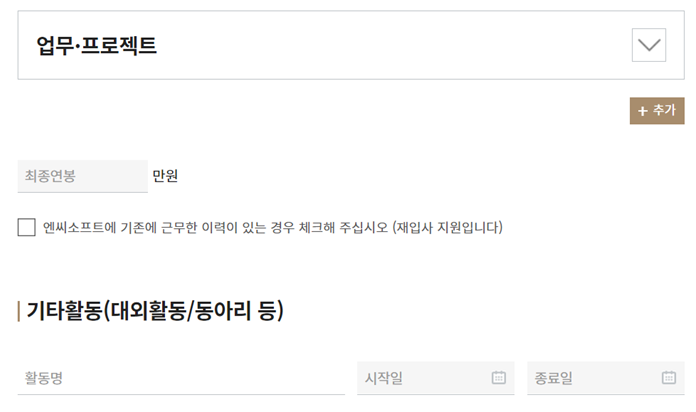 업무·프로젝트
+ 추가
최종연봉 만원
엔씨소프트에 기존에 근무한 이력이 있는 경우 체크해 주십시오 (재입사 지원입니다)
기타활동(대외활동/동아리 등)
활동명 시작일 종료일